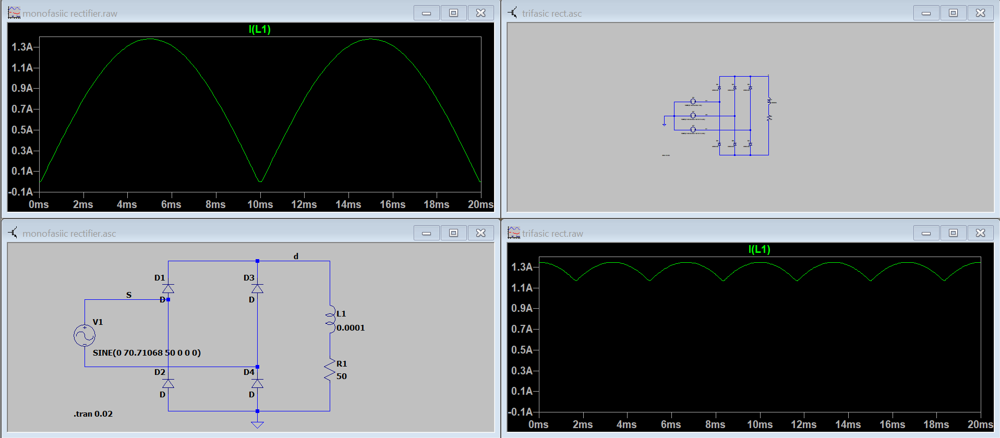 monofasiic rectifier.raw
I(L1)
1.3A
1.1A
0.9A
0.7A
0.5A
0.3A
0.1A
-0.1A
0ms 2ms 4ms 6ms 8ms 10ms 12ms 14ms 16ms 18ms 20ms
trifasic rect.asc
monofasiic rectifier.asc
d
D1 D3
D D
S
V1
SINE(0 70.71068 50 0 0 0)
L1
0.0001
R1
50
D2 D4
D D
.tran 0.02
trifasic rect.raw
I(L1)
1.3A
1.1A
0.9A
0.7A
0.5A
0.3A
0.1A
-0.1A
0ms 2ms 4ms 6ms 8ms 10ms 12ms 14ms 16ms 18ms 20ms